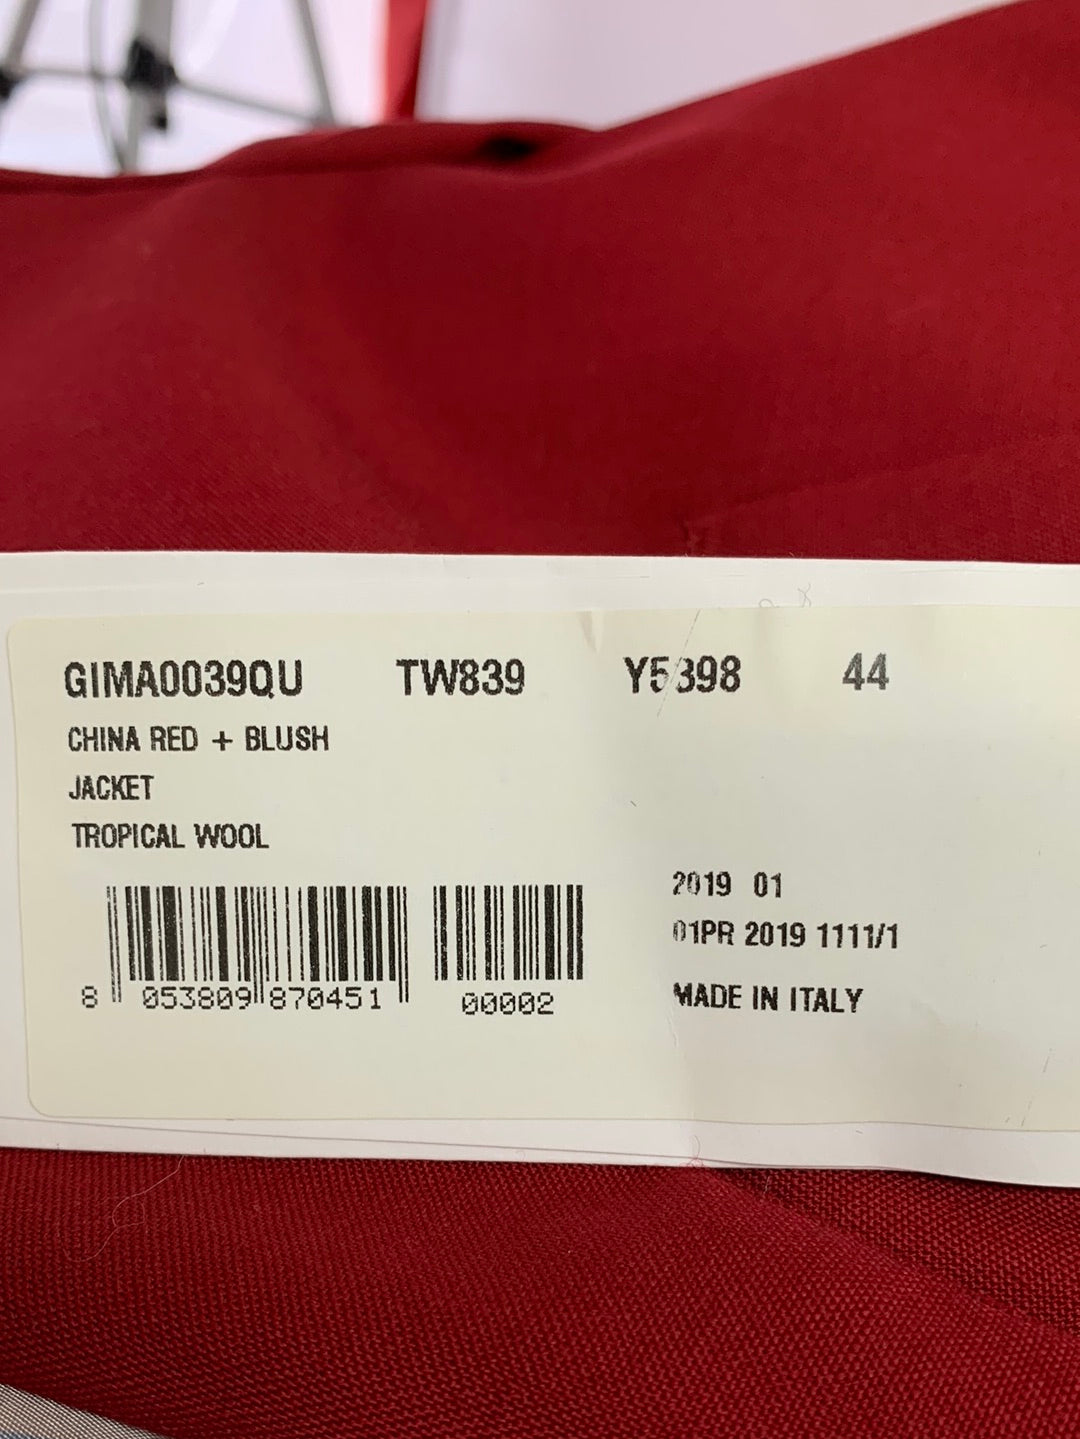 GIMA0039QU TW839 Y5398 44
CHINA RED + BLUSH
JACKET
TROPICAL WOOL
2019 01
01PR 2019 1111/1
MADE IN ITALY
8 053809 870451 00002